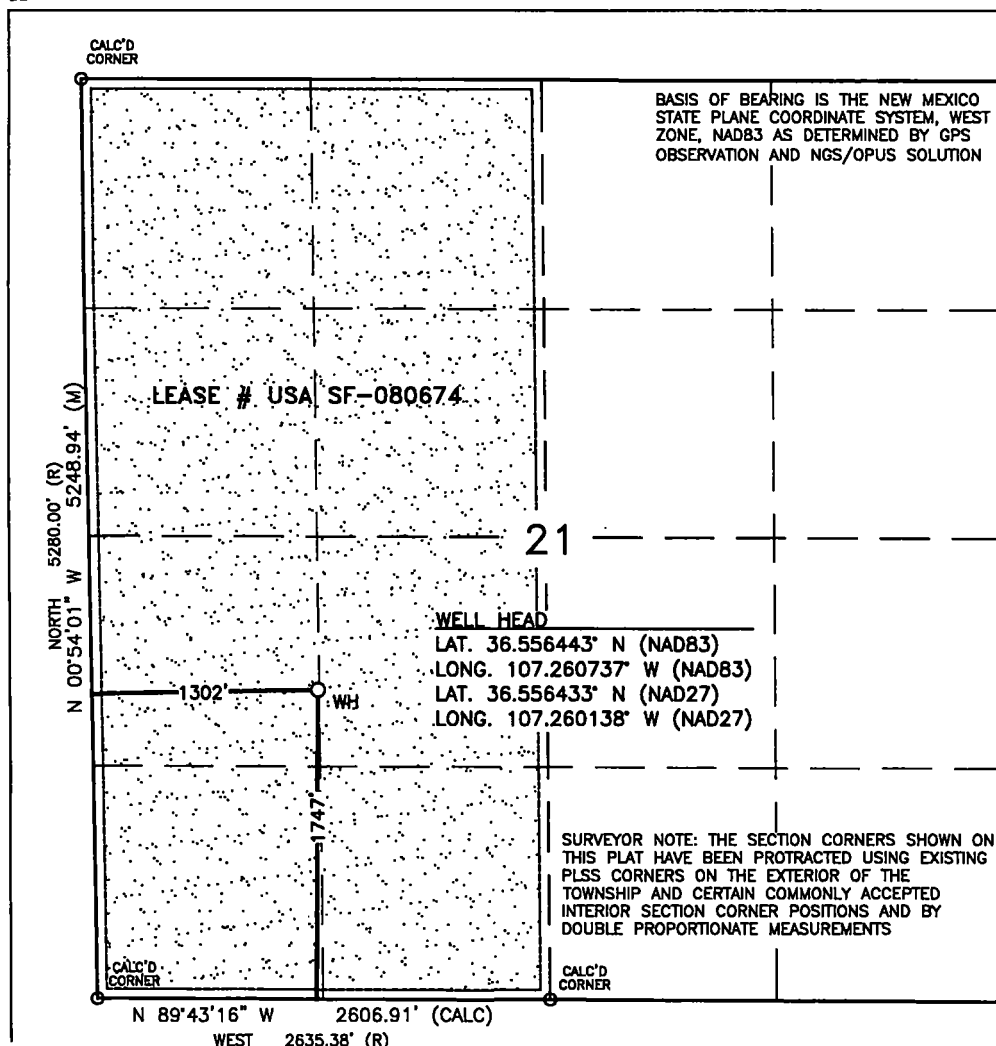 CALC'D
CORNER
BASIS OF BEARING IS THE NEW MEXICO
STATE PLANE COORDINATE SYSTEM, WEST
ZONE, NAD83 AS DETERMINED BY GPS
OBSERVATION AND NGS/OPUS SOLUTION
LEASE # USA SF-080674
NORTH 5280.00' (R)
N 00°54'01" W 5248.94' (M)
21
WELL HEAD
LAT. 36.556443° N (NAD83)
LONG. 107.260737° W (NAD83)
LAT. 36.556433° N (NAD27)
LONG. 107.260138° W (NAD27)
1302'
WH
1747'
SURVEYOR NOTE: THE SECTION CORNERS SHOWN ON
THIS PLAT HAVE BEEN PROTRACTED USING EXISTING
PLSS CORNERS ON THE EXTERIOR OF THE
TOWNSHIP AND CERTAIN COMMONLY ACCEPTED
INTERIOR SECTION CORNER POSITIONS AND BY
DOUBLE PROPORTIONATE MEASUREMENTS
CALC'D
CORNER
CALC'D
CORNER
N 89°43'16" W 2606.91' (CALC)
WEST 2635.38' (R)